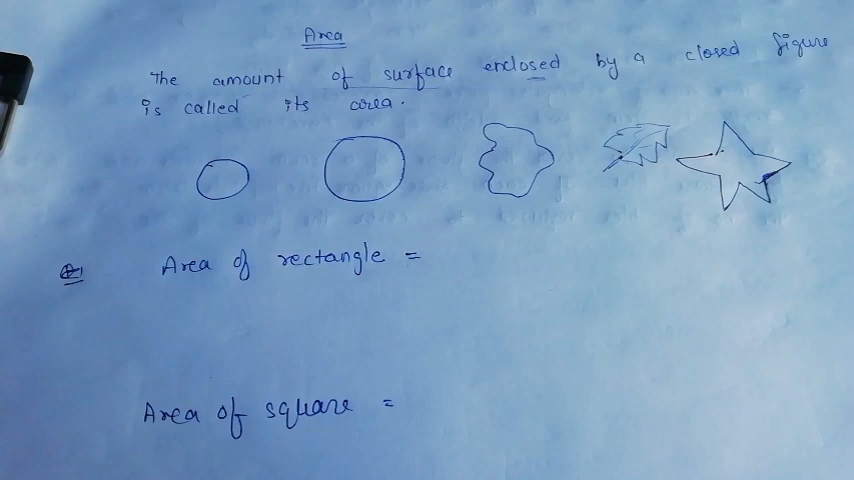 Area
The amount of surface enclosed by a closed figure
is called its area.
Area of rectangle =
Area of square =